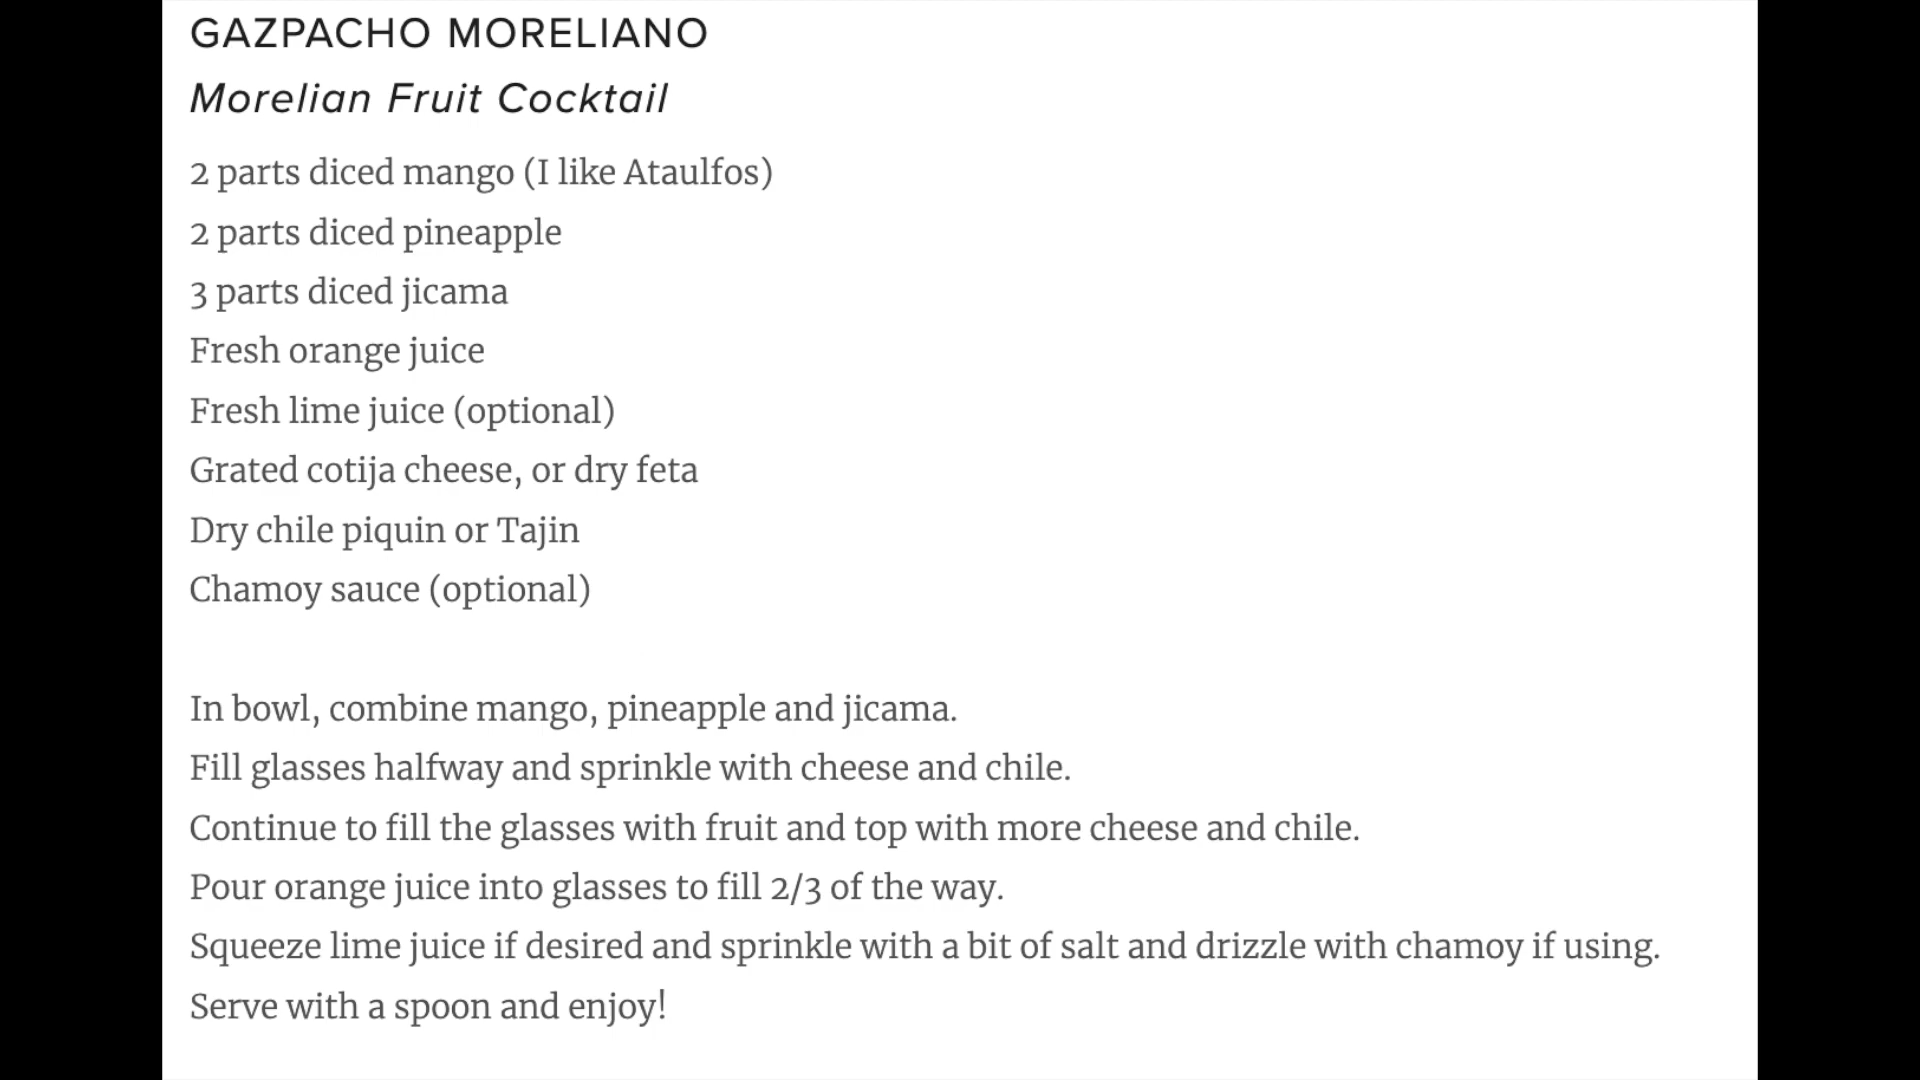 GAZPACHO MORELIANO
Morelian Fruit Cocktail
2 parts diced mango (I like Ataulfos)
2 parts diced pineapple
3 parts diced jicama
Fresh orange juice
Fresh lime juice (optional)
Grated cotija cheese, or dry feta
Dry chile piquin or Tajin
Chamoy sauce (optional)
In bowl, combine mango, pineapple and jicama.
Fill glasses halfway and sprinkle with cheese and chile.
Continue to fill the glasses with fruit and top with more cheese and chile.
Pour orange juice into glasses to fill 2/3 of the way.
Squeeze lime juice if desired and sprinkle with a bit of salt and drizzle with chamoy if using.
Serve with a spoon and enjoy!